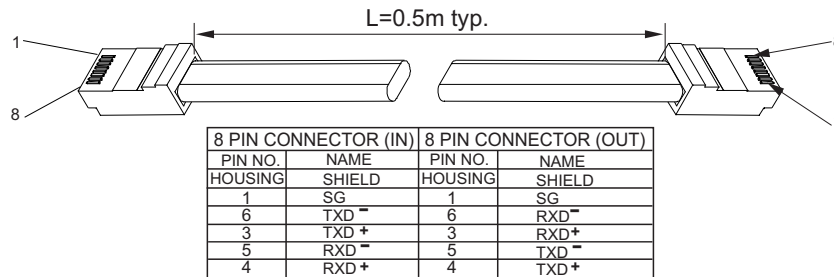 L=0.5m typ.
1
8
8 PIN CONNECTOR (IN) 8 PIN CONNECTOR (OUT)
PIN NO. NAME PIN NO. NAME
HOUSING SHIELD HOUSING SHIELD
1 SG 1 SG
6 TXD - 6 RXD-
3 TXD + 3 RXD+
5 RXD - 5 TXD-
4 RXD + 4 TXD+